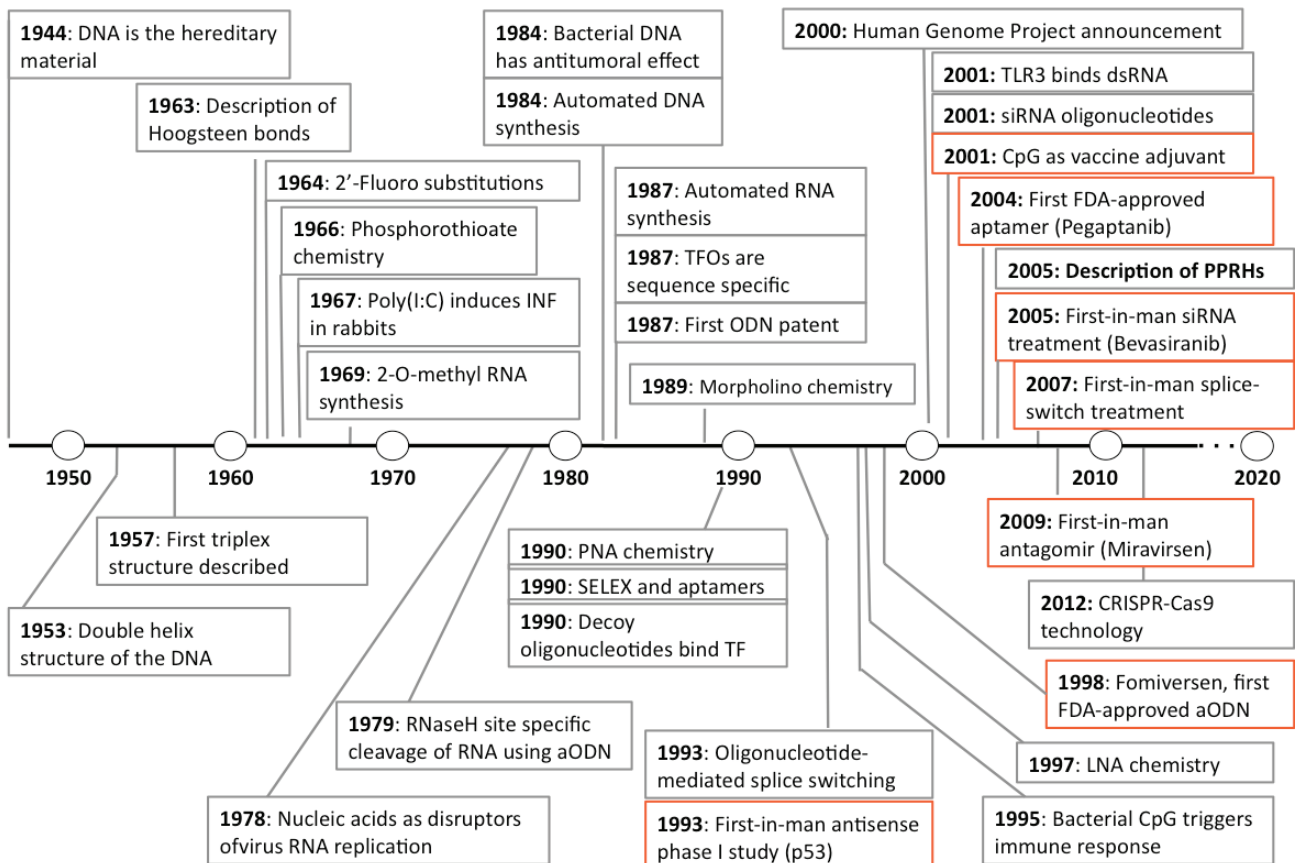 1944: DNA is the hereditary
material
1963: Description of
Hoogsteen bonds
1964: 2’-Fluoro substitutions
1966: Phosphorothioate
chemistry
1967: Poly(I:C) induces INF
in rabbits
1969: 2-O-methyl RNA
synthesis
1984: Bacterial DNA
has antitumoral effect
1984: Automated DNA
synthesis
1987: Automated RNA
synthesis
1987: TFOs are
sequence specific
1987: First ODN patent
1989: Morpholino chemistry
2000: Human Genome Project announcement
2001: TLR3 binds dsRNA
2001: siRNA oligonucleotides
2001: CpG as vaccine adjuvant
2004: First FDA-approved
aptamer (Pegaptanib)
2005: Description of PPRHs
2005: First-in-man siRNA
treatment (Bevasiranib)
2007: First-in-man splice-
switch treatment
1950 1960 1970 1980 1990 2000 2010 2020
1957: First triplex
structure described
1953: Double helix
structure of the DNA
1979: RNaseH site specific
cleavage of RNA using aODN
1978: Nucleic acids as disruptors
ofvirus RNA replication
1990: PNA chemistry
1990: SELEX and aptamers
1990: Decoy
oligonucleotides bind TF
1993: Oligonucleotide-
mediated splice switching
1993: First-in-man antisense
phase I study (p53)
2009: First-in-man
antagomir (Miravirsen)
2012: CRISPR-Cas9
technology
1998: Fomiversen, first
FDA-approved aODN
1997: LNA chemistry
1995: Bacterial CpG triggers
immune response